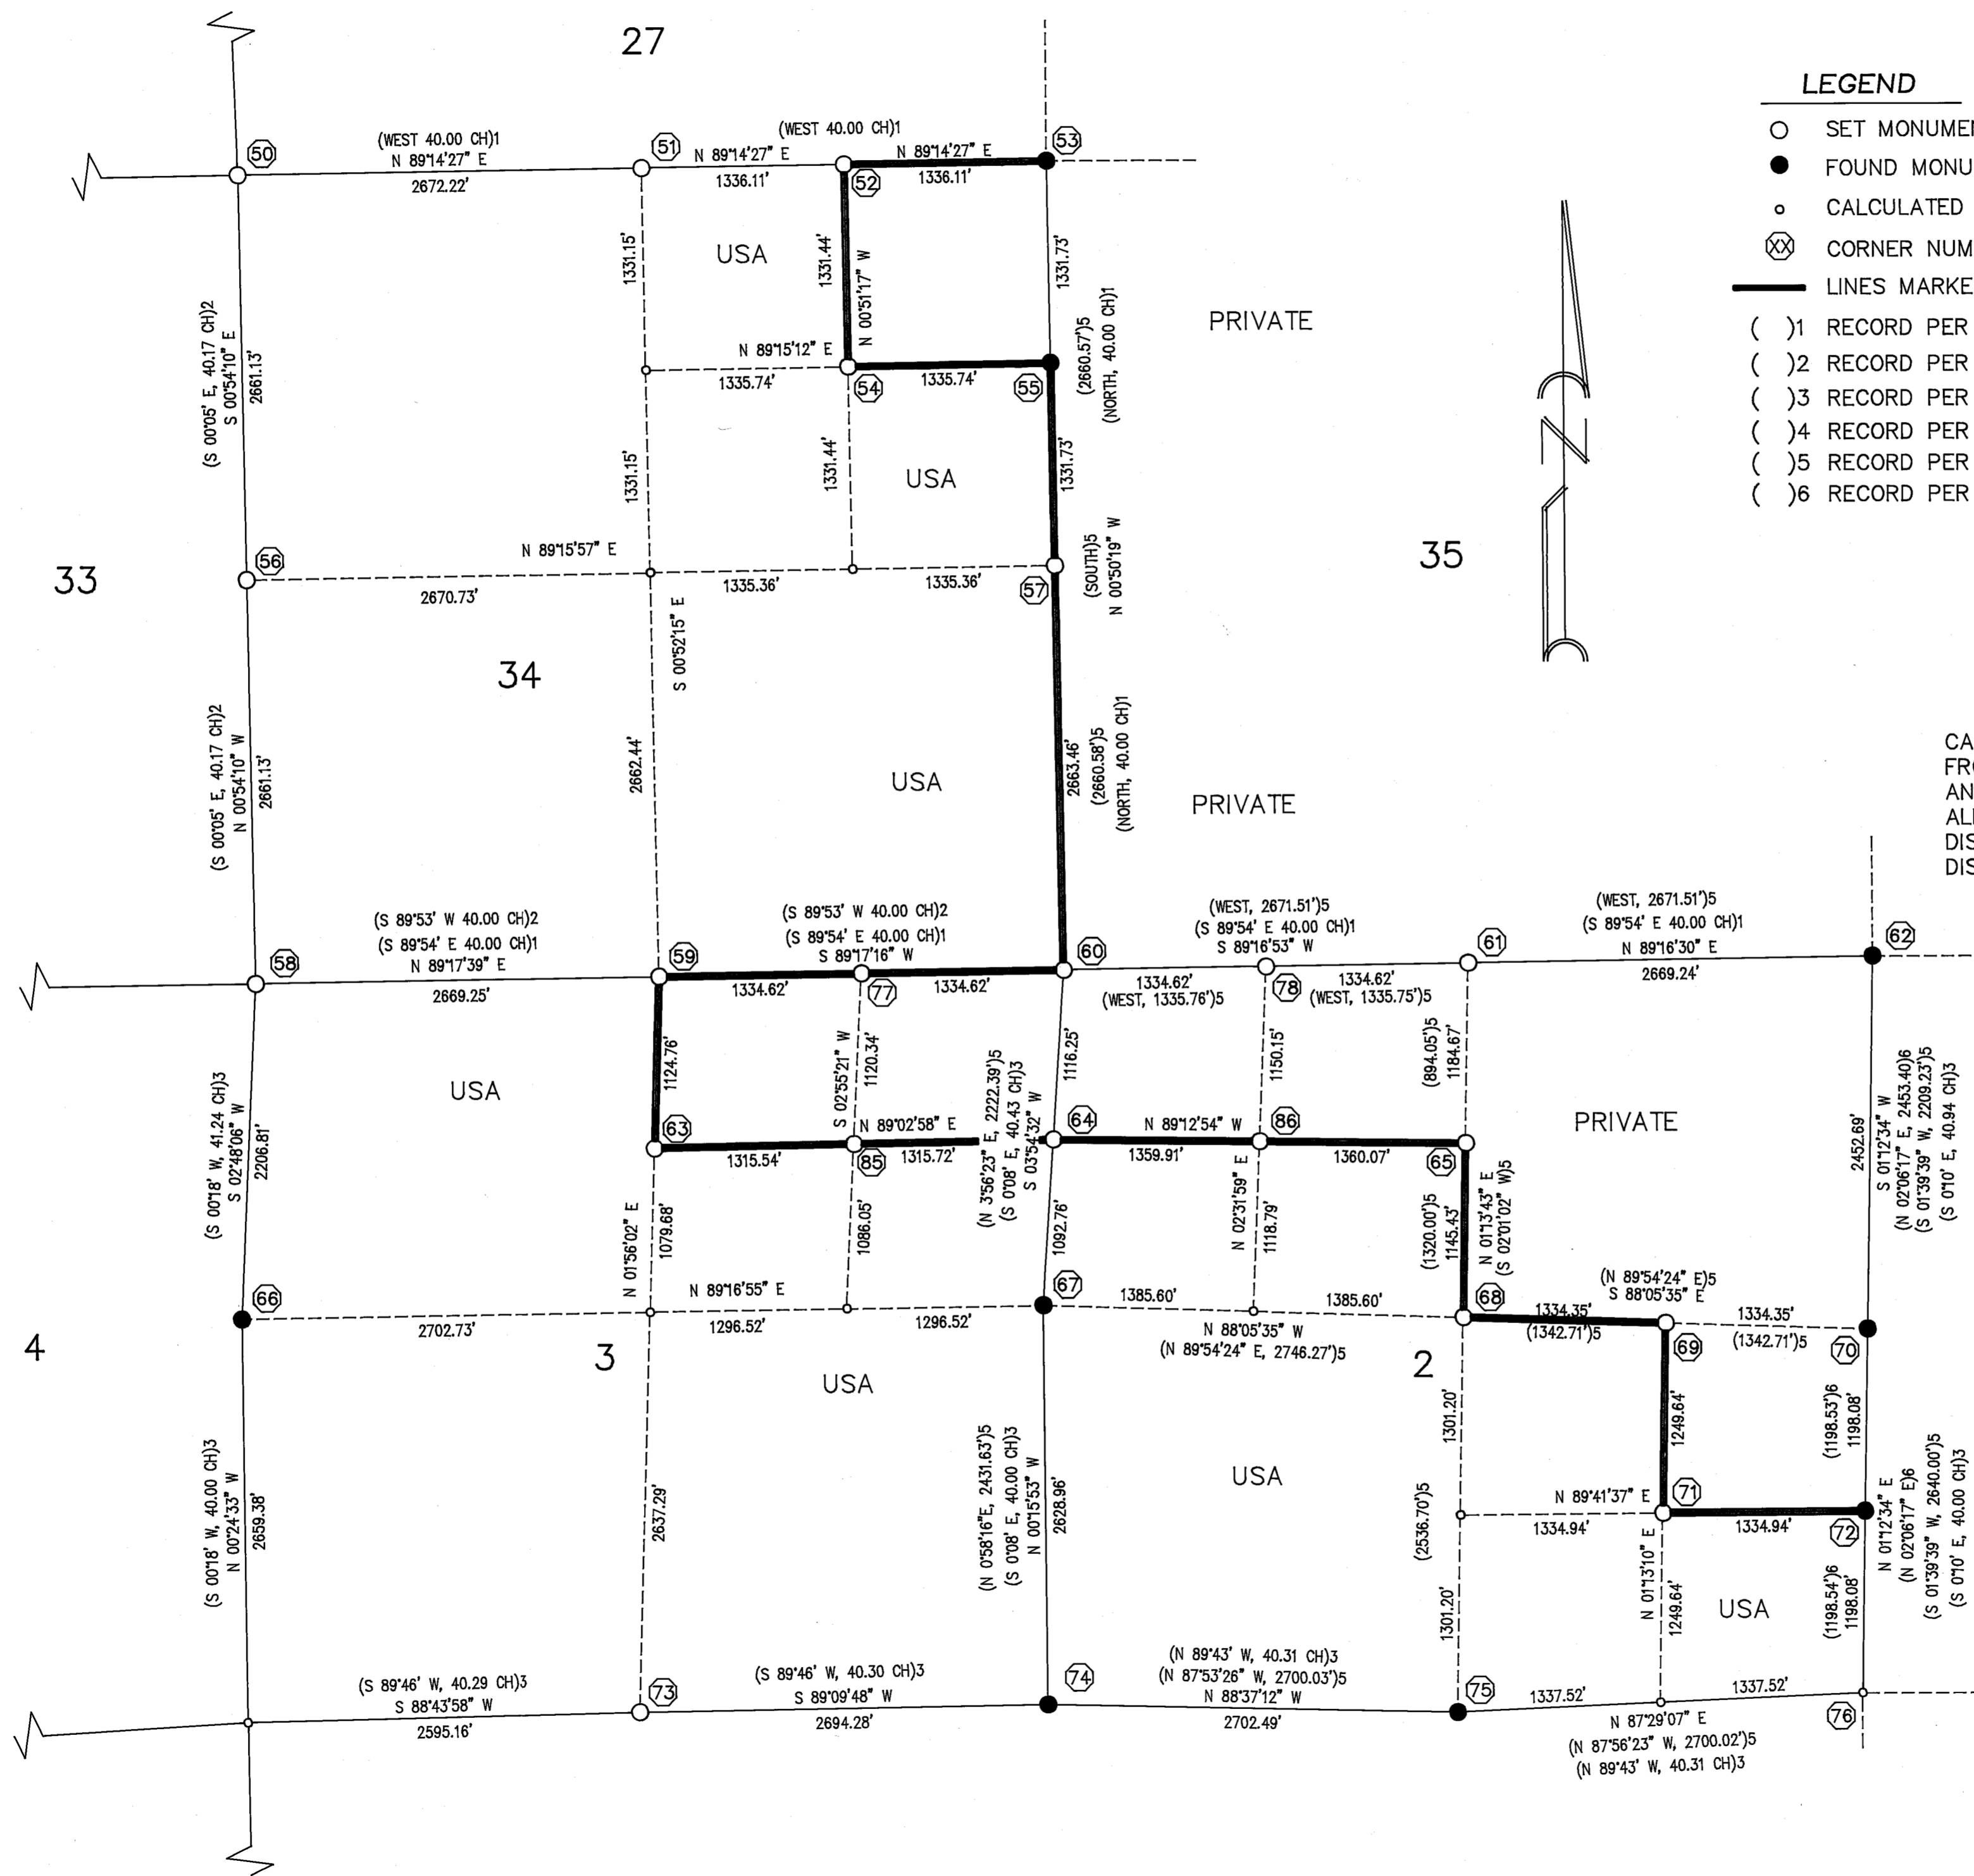 27
LEGEND
SET MONUME
FOUND MONU
CALCULATED
XX CORNER NUM
LINES MARKE
( )1 RECORD PER
( )2 RECORD PER
( )3 RECORD PER
( )4 RECORD PER
( )5 RECORD PER
( )6 RECORD PER
50
(WEST 40.00 CH)1
N 89°14'27" E
2672.22'
51
(WEST 40.00 CH)1
N 89°14'27" E
1336.11'
52
N 89°14'27" E
1336.11'
53
USA
1331.15'
1331.44'
N 00°51'17" W
1331.73'
(2660.57')5
(NORTH, 40.00 CH)1
PRIVATE
(S 00°05' E, 40.17 CH)2
S 00°54'10" E
2661.13'
N 89°15'12" E
1335.74'
54
1335.74'
55
1331.15'
1331.44'
USA
1331.73'
(SOUTH)5
N 00°50'19" W
35
33
56
N 89°15'57" E
2670.73'
1335.36'
1335.36'
57
34
S 00°52'15" E
2662.44'
USA
2663.46'
(2660.58')5
(NORTH, 40.00 CH)1
PRIVATE
(S 00°05' E, 40.17 CH)2
N 00°54'10" W
2661.13'
CA
FRO
AN
ALI
DIS
DIS
58
(S 89°53' W 40.00 CH)2
(S 89°54' E 40.00 CH)1
N 89°17'39" E
2669.25'
59
(S 89°53' W 40.00 CH)2
(S 89°54' E 40.00 CH)1
S 89°17'16" W
1334.62'
77
1334.62'
60
(WEST, 2671.51')5
(S 89°54' E 40.00 CH)1
S 89°16'53" W
1334.62'
(WEST, 1335.76')5
78
1334.62'
(WEST, 1335.75')5
61
(WEST, 2671.51')5
(S 89°54' E 40.00 CH)1
N 89°16'30" E
2669.24'
62
(S 00°18' W, 41.24 CH)3
S 02°48'06" W
2206.81'
USA
1124.76'
S 02°55'21" W
1120.34'
(N 3°56'23" E, 2222.39')5
(S 0°08' E, 40.43 CH)3
S 03°54'32" W
1116.25'
1150.15'
(894.05')5
1184.67'
PRIVATE
2452.69'
S 01°12'34" W
(N 02°06'17" E, 2453.40)6
(S 01°39'39" W, 2209.23')5
(S 0°10' E, 40.94 CH)3
63
1315.54'
85
N 89°02'58" E
1315.72'
64
N 89°12'54" W
1359.91'
86
1360.07'
65
N 01°56'02" E
1079.68'
1086.05'
1092.76'
N 02°31'59" E
1118.79'
(1320.00')5
1145.43'
N 01°13'43" E
(S 02°01'02" W)5
66
2702.73'
N 89°16'55" E
1296.52'
1296.52'
67
1385.60'
1385.60'
N 88°05'35" W
(N 89°54'24" E, 2746.27')5
68
(N 89°54'24" E)5
S 88°05'35" E
1334.35'
(1342.71')5
69
1334.35'
(1342.71')5
70
4
3
USA
2
(S 00°18' W, 40.00 CH)3
N 00°24'33" W
2659.38'
2637.29'
(N 0°58'16"E, 2431.63')5
(S 0°08' E, 40.00 CH)3
N 00°15'53" W
2628.96'
USA
1301.20'
(2536.70')5
1301.20'
1249.64'
(1198.53')6
1198.08'
N 89°41'37" E
1334.94'
71
1334.94'
72
N 01°13'10" E
1249.64'
USA
(1198.54')6
1198.08'
N 01°12'34" E
(N 02°06'17" E)6
(S 01°39'39" W, 2640.00')5
(S 0°10' E, 40.00 CH)3
(S 89°46' W, 40.29 CH)3
S 88°43'58" W
2595.16'
73
(S 89°46' W, 40.30 CH)3
S 89°09'48" W
2694.28'
74
(N 89°43' W, 40.31 CH)3
(N 87°53'26" W, 2700.03')5
N 88°37'12" W
2702.49'
75
1337.52'
1337.52'
76
N 87°29'07" E
(N 87°56'23" W, 2700.02')5
(N 89°43' W, 40.31 CH)3